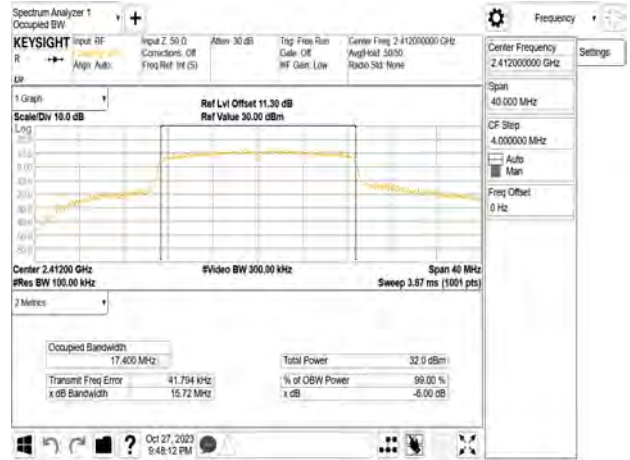 Spectrum Analyzer 1
Occupied BW
Frequency
KEYSIGHT
Input: RF
Input Z: 50 Ω
Atten: 30 dB
Trig: Free Run
Center Freq: 2.412000000 GHz
Corrections: Off
Gate: Off
Avg|Hold: 50/50
R
Align: Auto
Freq Ref: Int (S)
#IF Gain: Low
Radio Std: None
Center Frequency
2.412000000 GHz
Settings
Span
40.000 MHz
CF Step
4.000000 MHz
Auto
Man
Freq Offset
0 Hz
1 Graph
Ref Lvl Offset 11.30 dB
Scale/Div 10.0 dB
Ref Value 30.00 dBm
Log
Center 2.41200 GHz
#Video BW 300.00 kHz
Span 40 MHz
#Res BW 100.00 kHz
Sweep 3.87 ms (1001 pts)
2 Metrics
Occupied Bandwidth
17.400 MHz
Total Power
32.0 dBm
Transmit Freq Error
41.794 kHz
% of OBW Power
99.00 %
x dB Bandwidth
15.72 MHz
x dB
-6.00 dB
Oct 27, 2023
9:48:12 PM